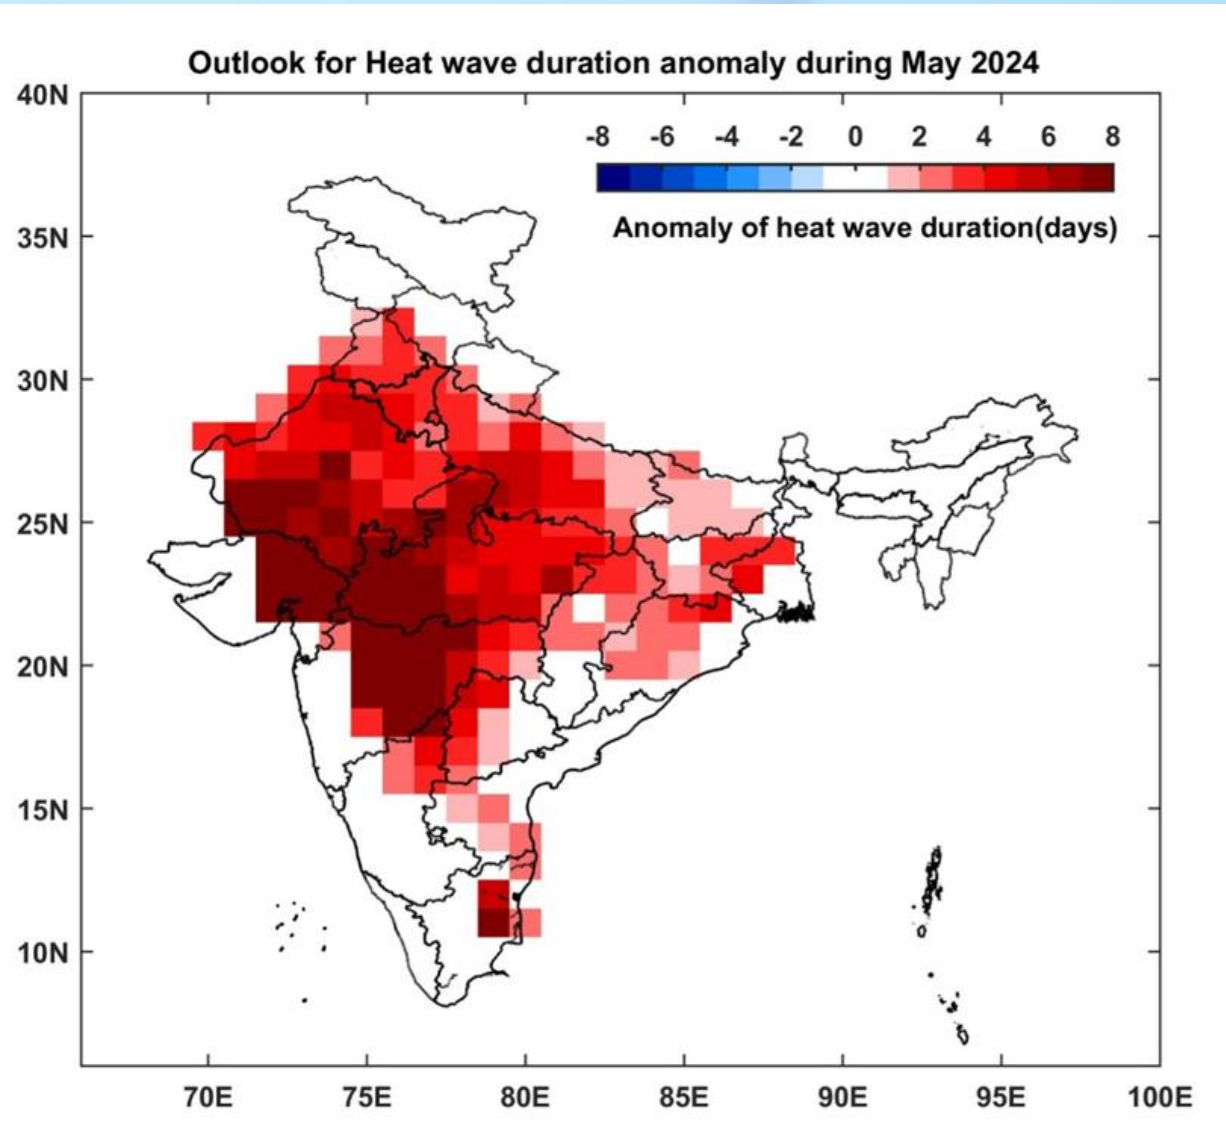 Outlook for Heat wave duration anomaly during May 2024
40N
-8 -6 -4 -2 0 2 4 6 8
Anomaly of heat wave duration(days)
35N
30N
25N
20N
15N
10N
70E 75E 80E 85E 90E 95E 100E